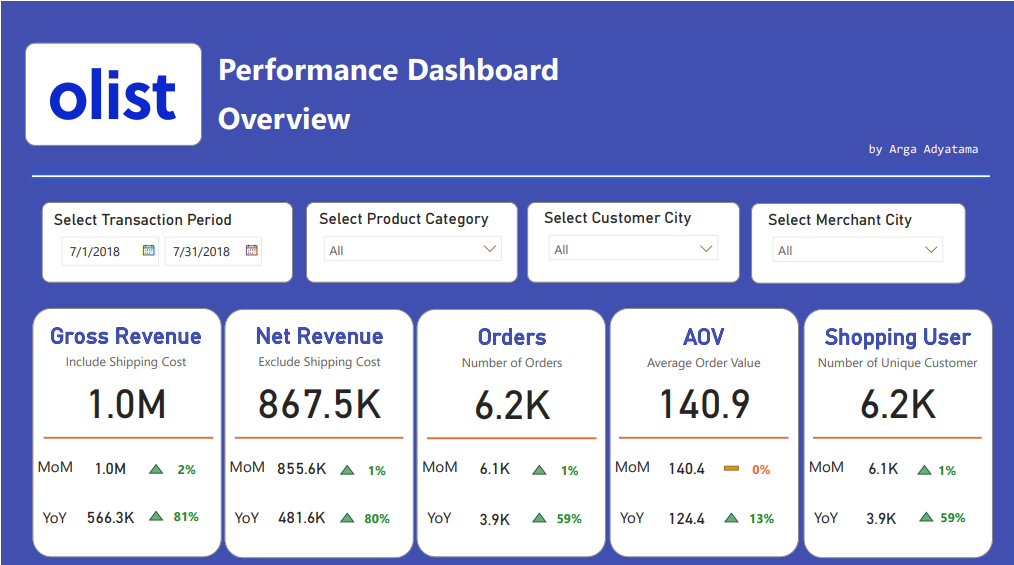 olist
Performance Dashboard
Overview
by Arga Adyatama
Select Transaction Period
7/1/2018 7/31/2018
Select Product Category
All
Select Customer City
All
Select Merchant City
All
Gross Revenue
Include Shipping Cost
1.0M
MoM 1.0M 2%
YoY 566.3K 81%
Net Revenue
Exclude Shipping Cost
867.5K
MoM 855.6K 1%
YoY 481.6K 80%
Orders
Number of Orders
6.2K
MoM 6.1K 1%
YoY 3.9K 59%
AOV
Average Order Value
140.9
MoM 140.4 0%
YoY 124.4 13%
Shopping User
Number of Unique Customer
6.2K
MoM 6.1K 1%
YoY 3.9K 59%